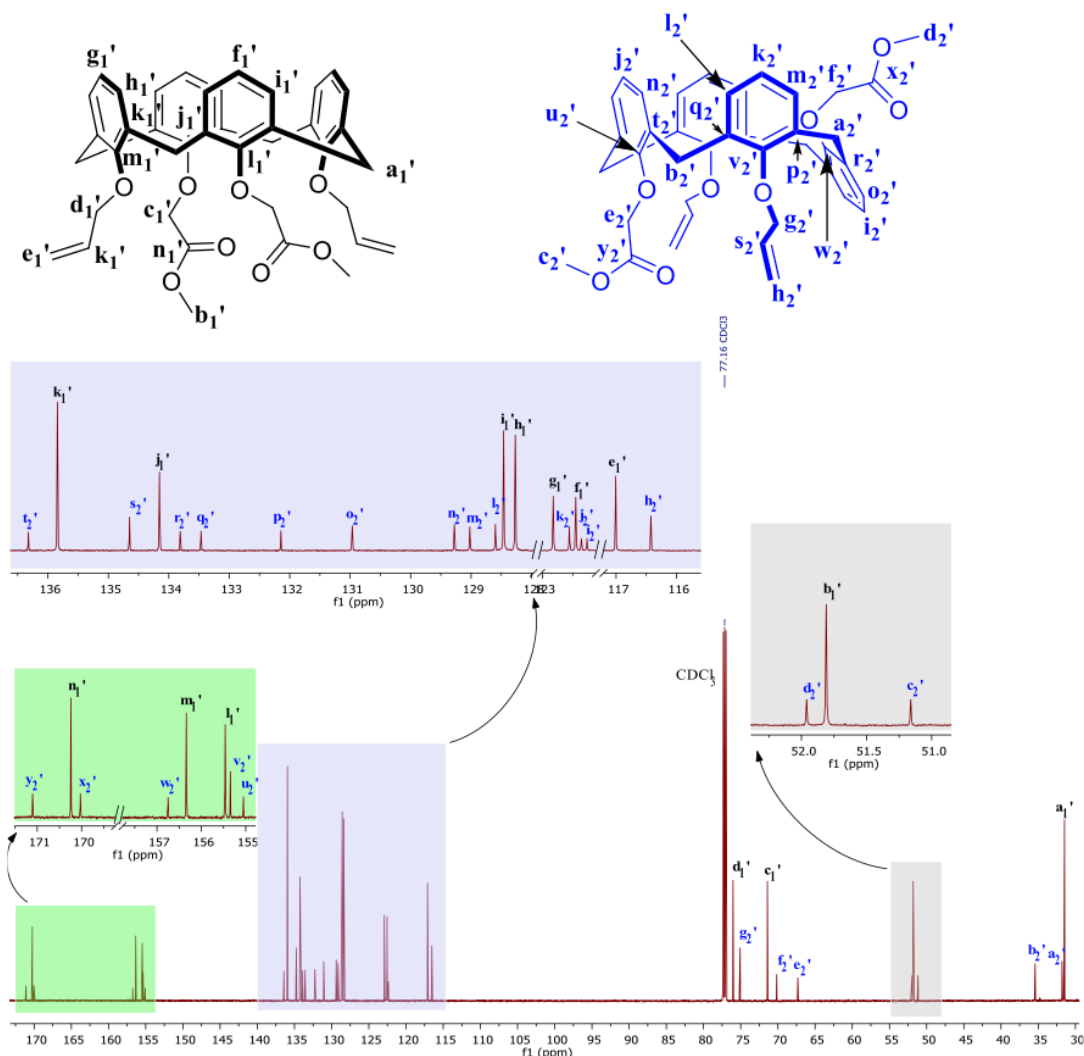 g₁' f₁'
h₁' i₁'
k₁' j₁'
m₁' l₁' a₁'
O O O O
d₁' c₁'
e₁' k₁' n₁' O O O
O
b₁'
l₂' d₂'
j₂' k₂' O
n₂' m₂' f₂' x₂'
u₂' t₂' q₂' O O
a₂'
v₂' p₂' r₂'
b₂' o₂'
O O O i₂'
e₂' g₂' w₂'
s₂'
c₂' y₂' O O h₂'
77.16 CDCl3
k₁'
i₁' h₁'
j₁' e₁'
g₁' f₁'
t₂' s₂' r₂' q₂' p₂' o₂' n₂' m₂' l₂' k₂' j₂' i₂' h₂'
136 135 134 133 132 131 130 129 128 123 117 116
f1 (ppm)
n₁' m₁' l₁'
y₂' x₂' w₂' v₂' u₂'
171 170 157 156 155
f1 (ppm)
b₁'
d₂' c₂'
52.0 51.5 51.0
f1 (ppm)
CDCl₃
a₁'
d₁' c₁'
g₂' f₂' e₂' b₂' a₂'
170 165 160 155 150 145 140 135 130 125 120 115 110 105 100 95 90 85 80 75 70 65 60 55 50 45 40 35 30
f1 (ppm)